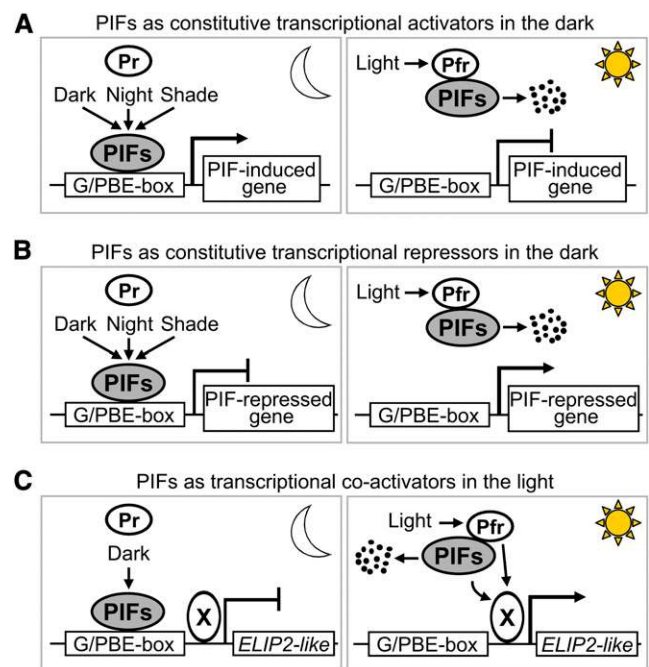 A PIFs as constitutive transcriptional activators in the dark
Pr
Dark Night Shade
PIFs
G/PBE-box
PIF-induced
gene
Light
Pfr
PIFs
G/PBE-box
PIF-induced
gene
B PIFs as constitutive transcriptional repressors in the dark
Pr
Dark Night Shade
PIFs
G/PBE-box
PIF-repressed
gene
Light
Pfr
PIFs
G/PBE-box
PIF-repressed
gene
C PIFs as transcriptional co-activators in the light
Pr
Dark
PIFs
X
G/PBE-box
ELIP2-like
Light
Pfr
PIFs
X
G/PBE-box
ELIP2-like